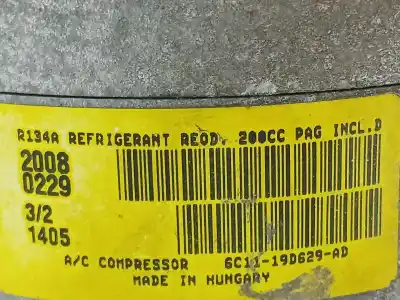 R134A REFRIGERANT REQD. 200CC PAG INCL.D
2008
0229
3/2
1405
A/C COMPRESSOR 6C11-19D629-AD
MADE IN HUNGARY